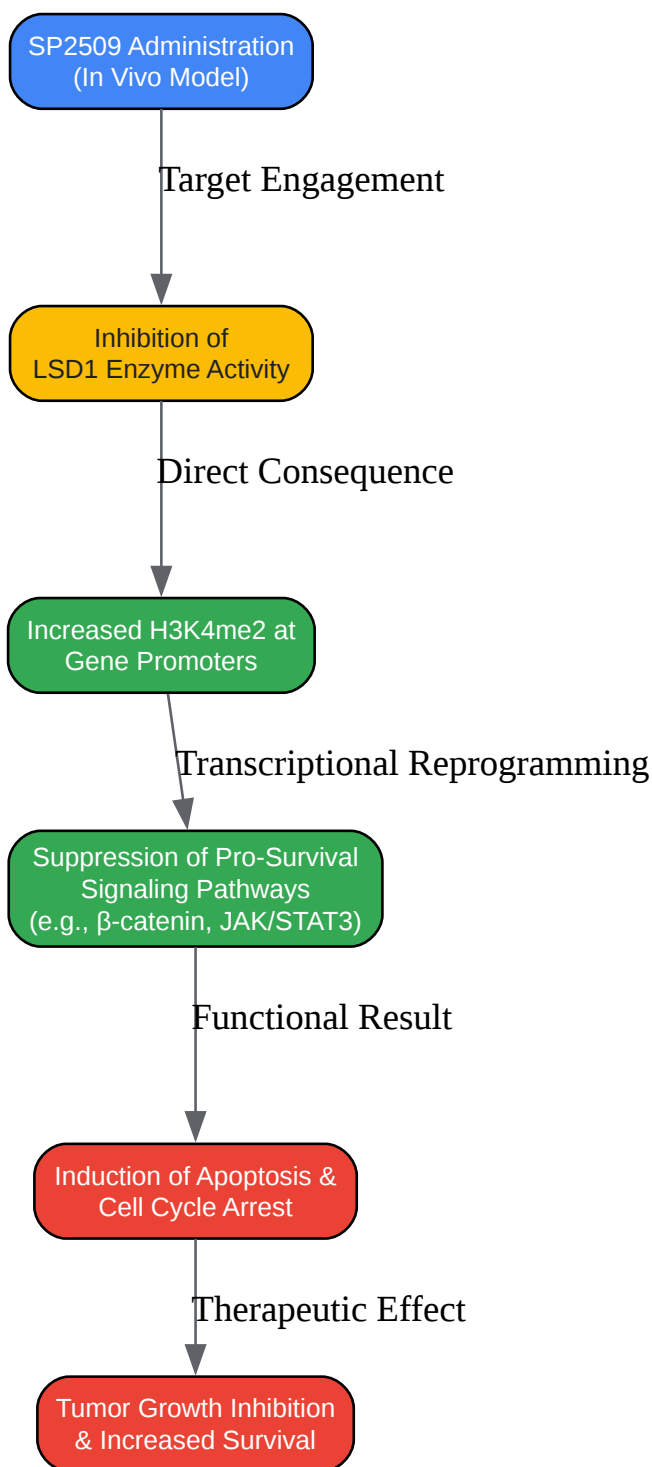 SP2509 Administration
(In Vivo Model)
Target Engagement
Inhibition of
LSD1 Enzyme Activity
Direct Consequence
Increased H3K4me2 at
Gene Promoters
Transcriptional Reprogramming
Suppression of Pro-Survival
Signaling Pathways
(e.g., β-catenin, JAK/STAT3)
Functional Result
Induction of Apoptosis &
Cell Cycle Arrest
Therapeutic Effect
Tumor Growth Inhibition
& Increased Survival